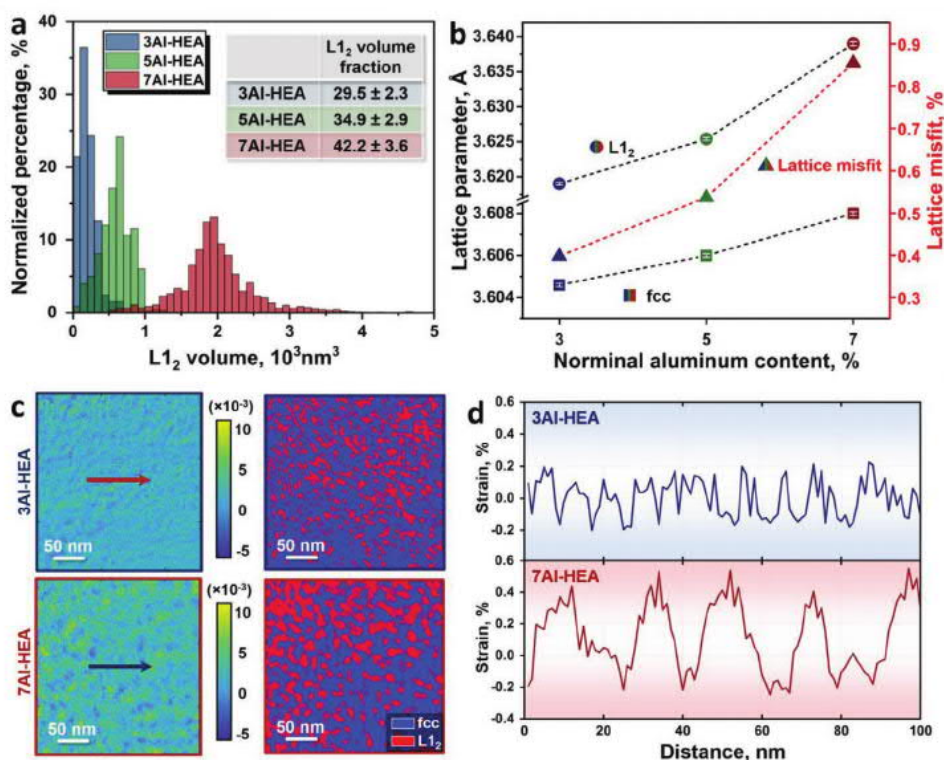 a
Normalized percentage, %
40
30
20
10
0
3Al-HEA
5Al-HEA
7Al-HEA
L1₂ volume fraction
3Al-HEA 29.5 ± 2.3
5Al-HEA 34.9 ± 2.9
7Al-HEA 42.2 ± 3.6
0 1 2 3 4 5
L1₂ volume, 10³nm³
b
Lattice parameter, Å
3.640
3.635
3.625
3.620
3.608
3.606
3.604
L1₂
Lattice misfit
fcc
0.9
0.8
0.7
0.6
0.5
0.4
0.3
Lattice misfit, %
3 5 7
Norminal aluminum content, %
c
3Al-HEA
50 nm
(×10⁻³)
10
5
0
-5
50 nm
7Al-HEA
50 nm
(×10⁻³)
10
5
0
-5
50 nm
fcc
L1₂
d
Strain, %
0.6
0.4
0.2
0.0
-0.2
3Al-HEA
Strain, %
0.6
0.4
0.2
0.0
-0.2
-0.4
7Al-HEA
0 20 40 60 80 100
Distance, nm